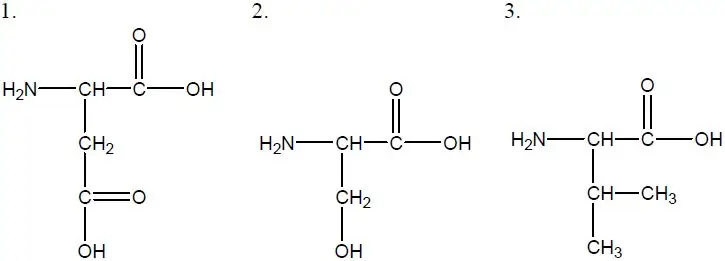 1. 2. 3.
O
H2N CH C OH
CH2
C O
OH
O
H2N CH C OH
CH2
OH
O
H2N CH C OH
CH CH3
CH3